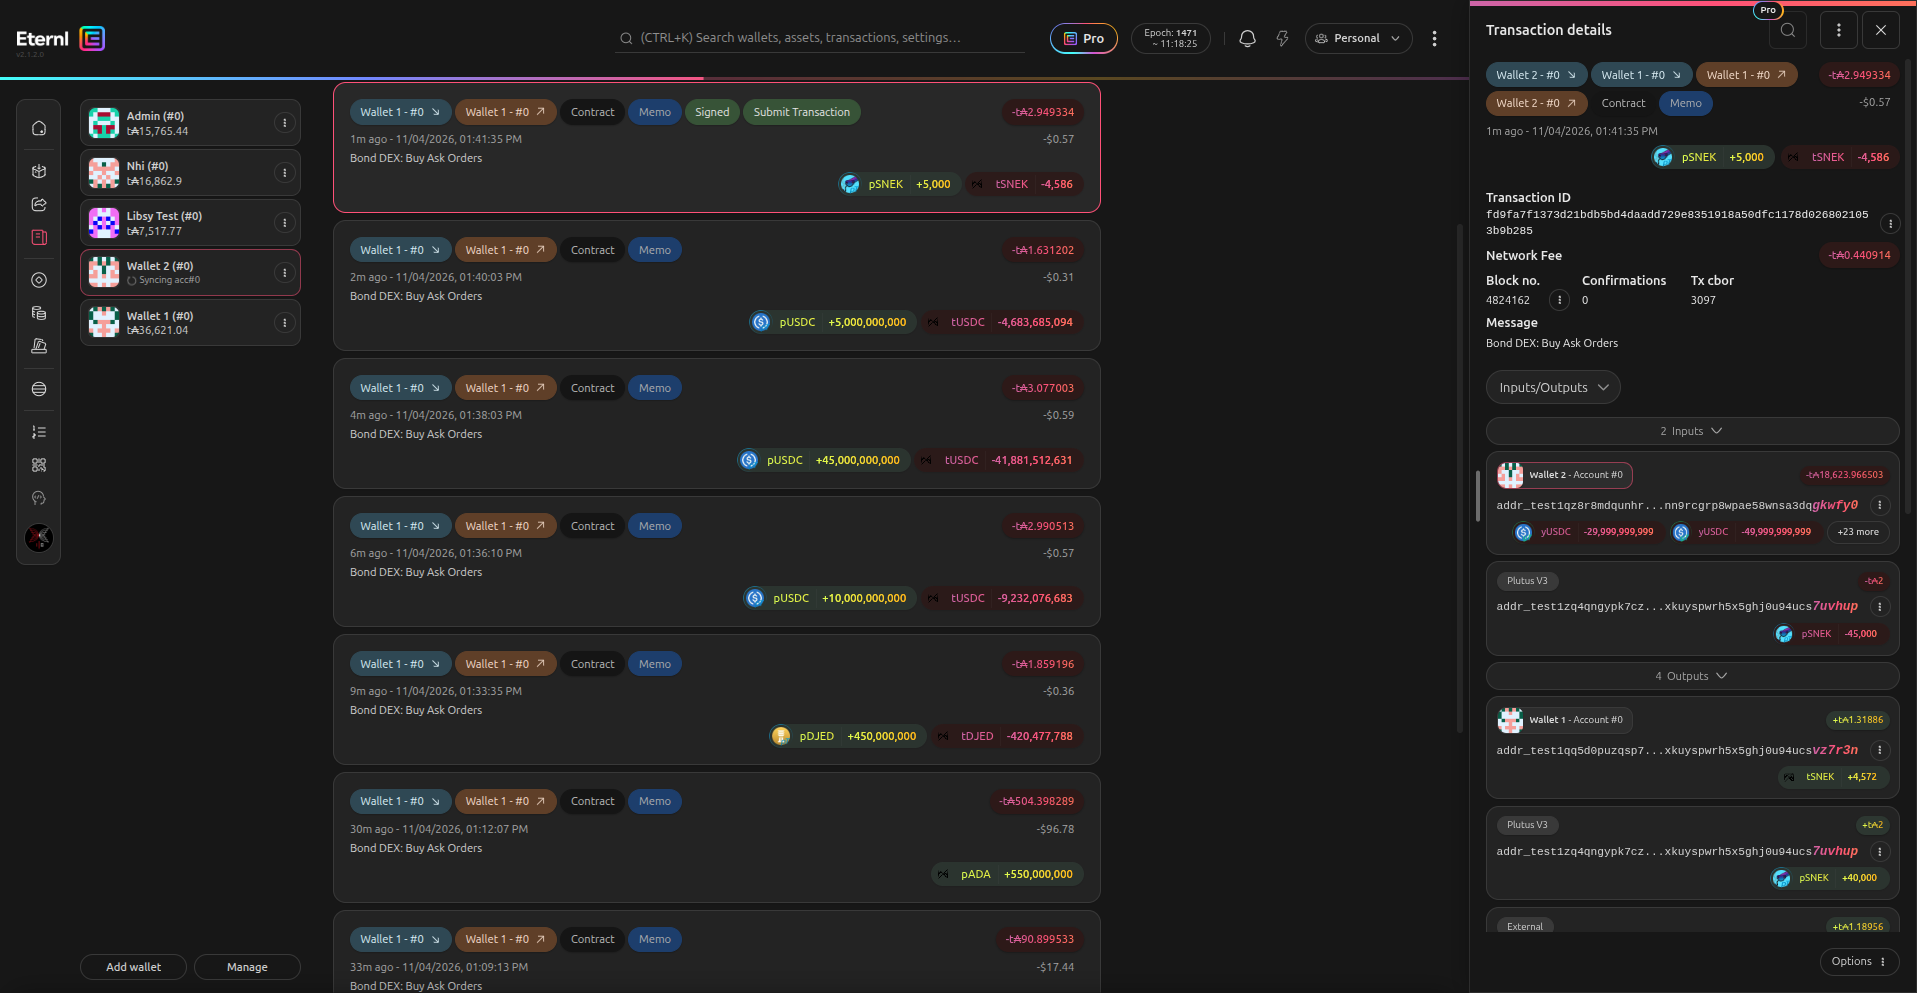 Eternl
v2.1.2.0
(CTRL+K) Search wallets, assets, transactions, settings...
Pro
Epoch: 1471
~ 11:18:25
Personal
Admin (#0)
t₳15,765.44
Nhi (#0)
t₳16,862.9
Libsy Test (#0)
t₳7,517.77
Wallet 2 (#0)
Syncing acc#0
Wallet 1 (#0)
t₳36,621.04
Add wallet
Manage
Wallet 1 - #0 ↘ Wallet 1 - #0 ↗ Contract Memo Signed Submit Transaction -t₳2.949334
1m ago - 11/04/2026, 01:41:35 PM -$0.57
Bond DEX: Buy Ask Orders
pSNEK +5,000 tSNEK -4,586
Wallet 1 - #0 ↘ Wallet 1 - #0 ↗ Contract Memo -t₳1.631202
2m ago - 11/04/2026, 01:40:03 PM -$0.31
Bond DEX: Buy Ask Orders
pUSDC +5,000,000,000 tUSDC -4,683,685,094
Wallet 1 - #0 ↘ Wallet 1 - #0 ↗ Contract Memo -t₳3.077003
4m ago - 11/04/2026, 01:38:03 PM -$0.59
Bond DEX: Buy Ask Orders
pUSDC +45,000,000,000 tUSDC -41,881,512,631
Wallet 1 - #0 ↘ Wallet 1 - #0 ↗ Contract Memo -t₳2.990513
6m ago - 11/04/2026, 01:36:10 PM -$0.57
Bond DEX: Buy Ask Orders
pUSDC +10,000,000,000 tUSDC -9,232,076,683
Wallet 1 - #0 ↘ Wallet 1 - #0 ↗ Contract Memo -t₳1.859196
9m ago - 11/04/2026, 01:33:35 PM -$0.36
Bond DEX: Buy Ask Orders
pDJED +450,000,000 tDJED -420,477,788
Wallet 1 - #0 ↘ Wallet 1 - #0 ↗ Contract Memo -t₳504.398289
30m ago - 11/04/2026, 01:12:07 PM -$96.78
Bond DEX: Buy Ask Orders
pADA +550,000,000
Wallet 1 - #0 ↘ Wallet 1 - #0 ↗ Contract Memo -t₳90.899533
33m ago - 11/04/2026, 01:09:13 PM -$17.44
Bond DEX: Buy Ask Orders
Pro
Transaction details
Wallet 2 - #0 ↘ Wallet 1 - #0 ↘ Wallet 1 - #0 ↗ -t₳2.949334
Wallet 2 - #0 ↗ Contract Memo -$0.57
1m ago - 11/04/2026, 01:41:35 PM
pSNEK +5,000 tSNEK -4,586
Transaction ID
fd9fa7f1373d21bdb5bd4daadd729e8351918a50dfc1178d026802105
3b9b285
Network Fee -t₳0.440914
Block no. Confirmations Tx cbor
4824162 0 3097
Message
Bond DEX: Buy Ask Orders
Inputs/Outputs
2 Inputs
Wallet 2 - Account #0 -t₳18,623.966503
addr_test1qz8r8mdqunhr...nn9rcgrp8wpae58wnsa3dqgkwfy0
yUSDC -29,999,999,999 yUSDC -49,999,999,999 +23 more
Plutus V3 -t₳2
addr_test1zq4qngypk7cz...xkuyspwrh5x5ghj0u94ucs7uvhup
pSNEK -45,000
4 Outputs
Wallet 1 - Account #0 +t₳1.31886
addr_test1qq5d0puzqsp7...xkuyspwrh5x5ghj0u94ucsvz7r3n
tSNEK +4,572
Plutus V3 +t₳2
addr_test1zq4qngypk7cz...xkuyspwrh5x5ghj0u94ucs7uvhup
pSNEK +40,000
External +t₳1.18956
Options